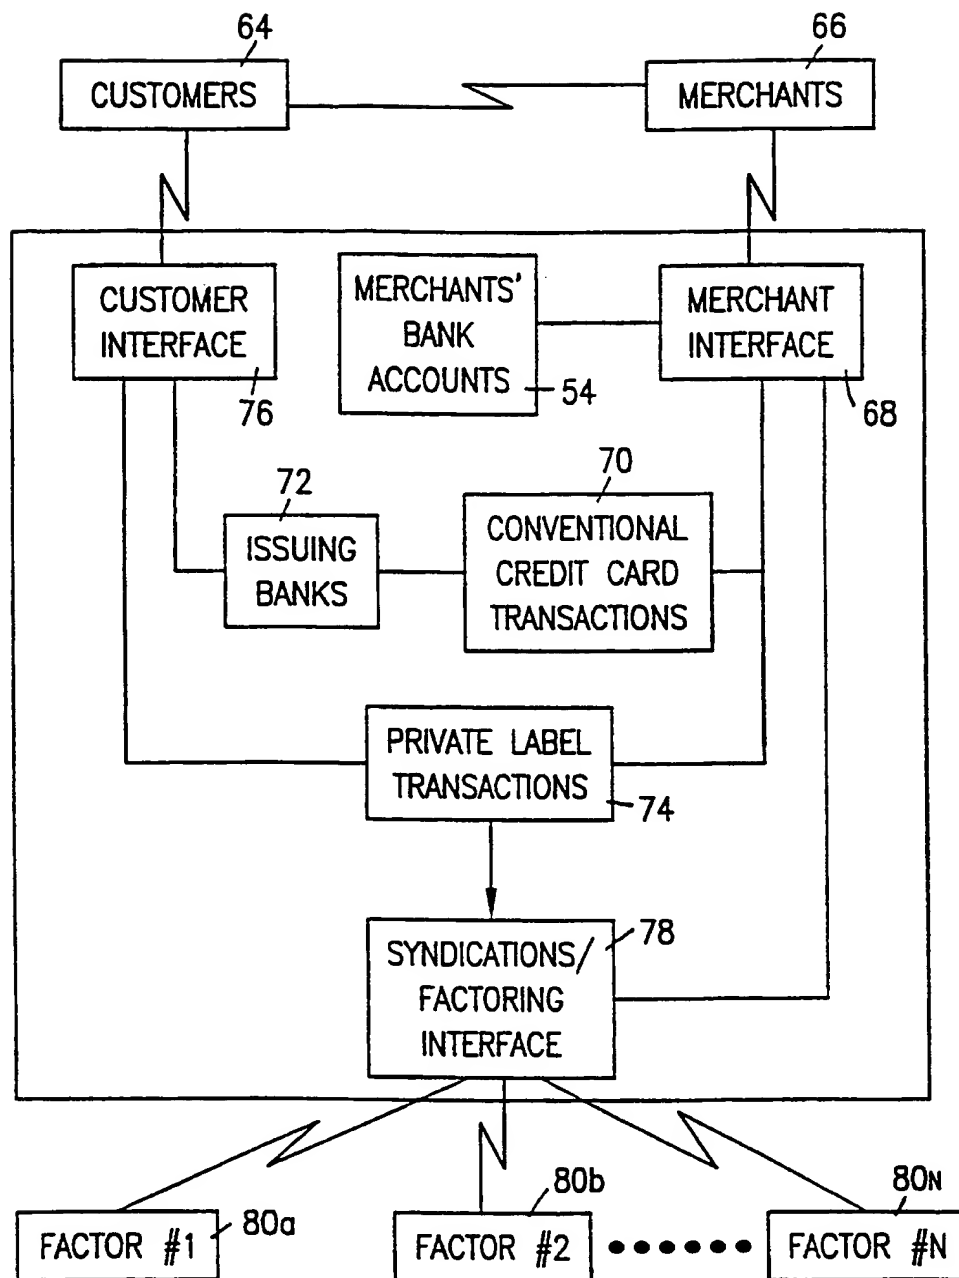 64
66
CUSTOMERS
MERCHANTS
CUSTOMER
INTERFACE
76
MERCHANTS'
BANK
ACCOUNTS
54
MERCHANT
INTERFACE
68
72
ISSUING
BANKS
70
CONVENTIONAL
CREDIT CARD
TRANSACTIONS
PRIVATE LABEL
TRANSACTIONS
74
SYNDICATIONS/
FACTORING
INTERFACE
78
80a
FACTOR #1
80b
FACTOR #2
80N
FACTOR #N